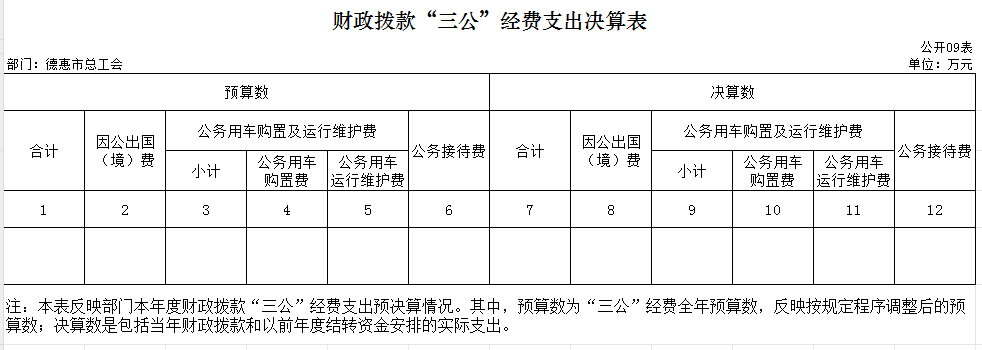 财政拨款“三公”经费支出决算表
公开09表
部门：德惠市总工会 单位：万元
预算数 决算数
合计 因公出国（境）费 公务用车购置及运行维护费 公务接待费 合计 因公出国（境）费 公务用车购置及运行维护费 公务接待费
小计 公务用车购置费 公务用车运行维护费 小计 公务用车购置费 公务用车运行维护费
1 2 3 4 5 6 7 8 9 10 11 12
注：本表反映部门本年度财政拨款“三公”经费支出预决算情况。其中，预算数为“三公”经费全年预算数，反映按规定程序调整后的预
算数；决算数是包括当年财政拨款和以前年度结转资金安排的实际支出。